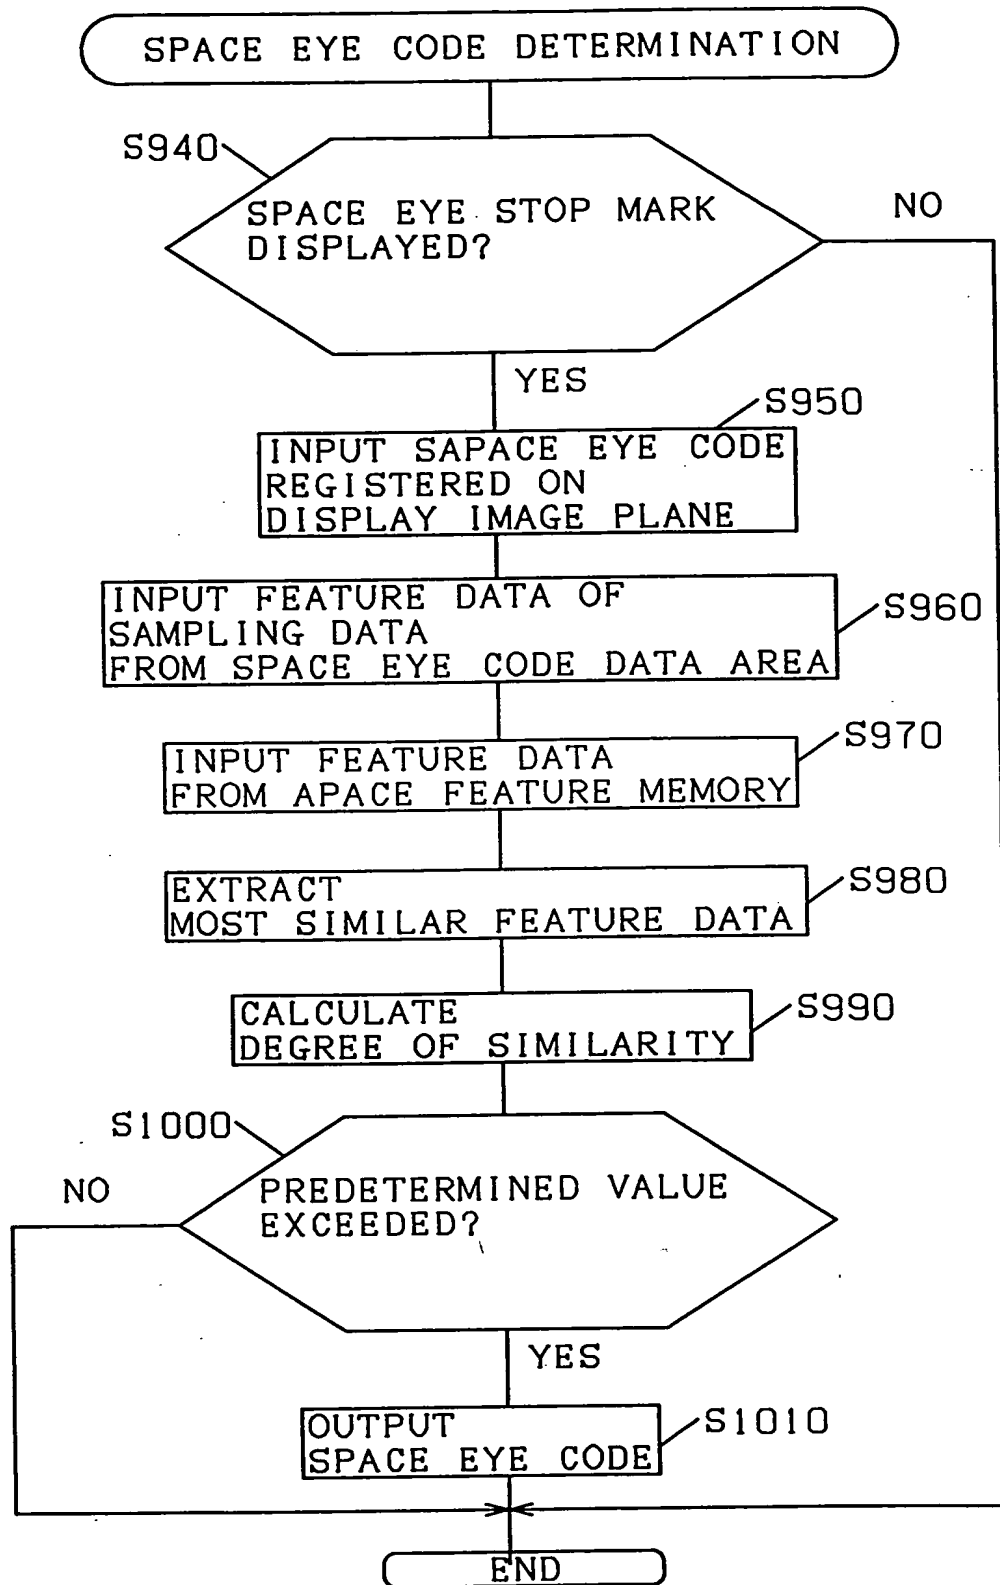 SPACE EYE CODE DETERMINATION
S940
SPACE EYE STOP MARK
DISPLAYED?
NO
YES
S950
INPUT SAPACE EYE CODE
REGISTERED ON
DISPLAY IMAGE PLANE
INPUT FEATURE DATA OF
SAMPLING DATA
FROM SPACE EYE CODE DATA AREA
S960
INPUT FEATURE DATA
FROM APACE FEATURE MEMORY
S970
EXTRACT
MOST SIMILAR FEATURE DATA
S980
CALCULATE
DEGREE OF SIMILARITY
S990
S1000
NO
PREDETERMINED VALUE
EXCEEDED?
YES
OUTPUT
SPACE EYE CODE
S1010
END